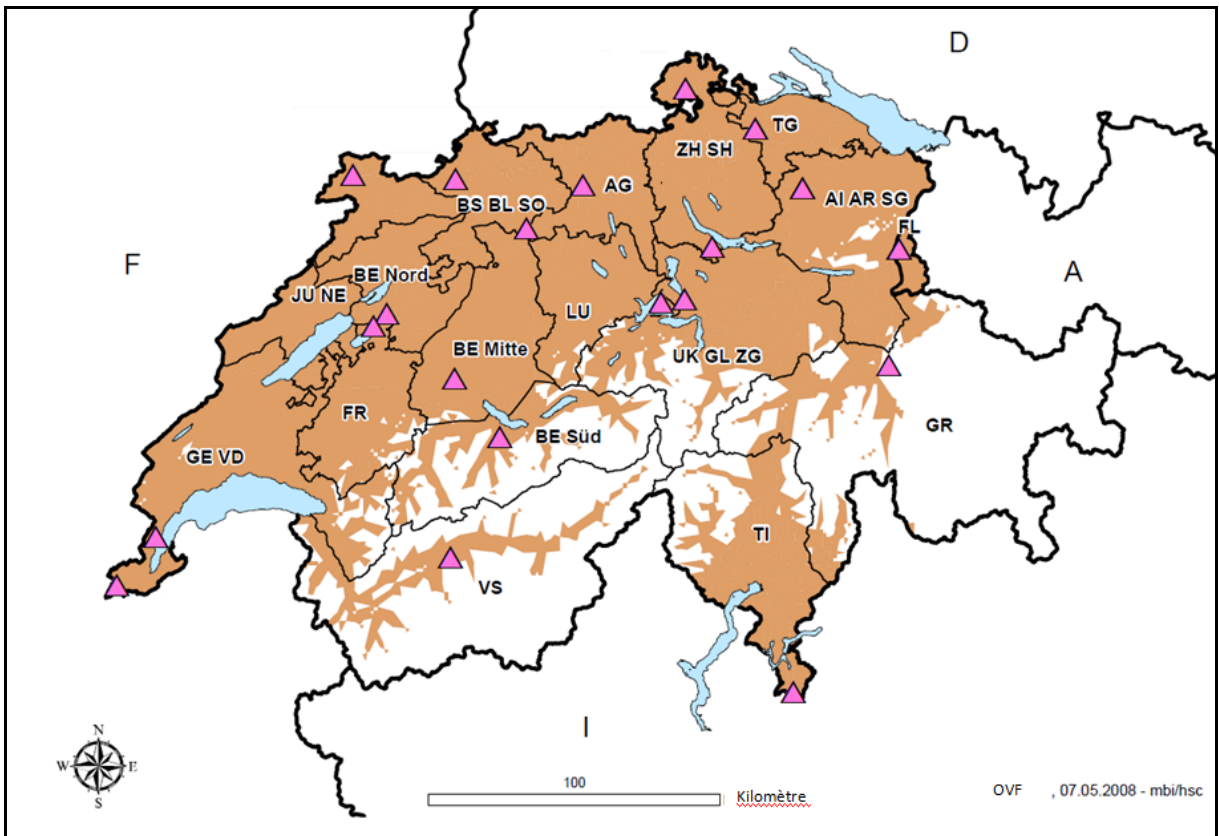 D
TG
ZH SH
AG
BS BL SO
AI AR SG
FL
F
A
BE Nord
JU NE
LU
BE Mitte
UK GL ZG
FR
GR
BE Süd
GE VD
TI
VS
I
N
W E
S
100
Kilomètre
OVF , 07.05.2008 - mbi/hsc